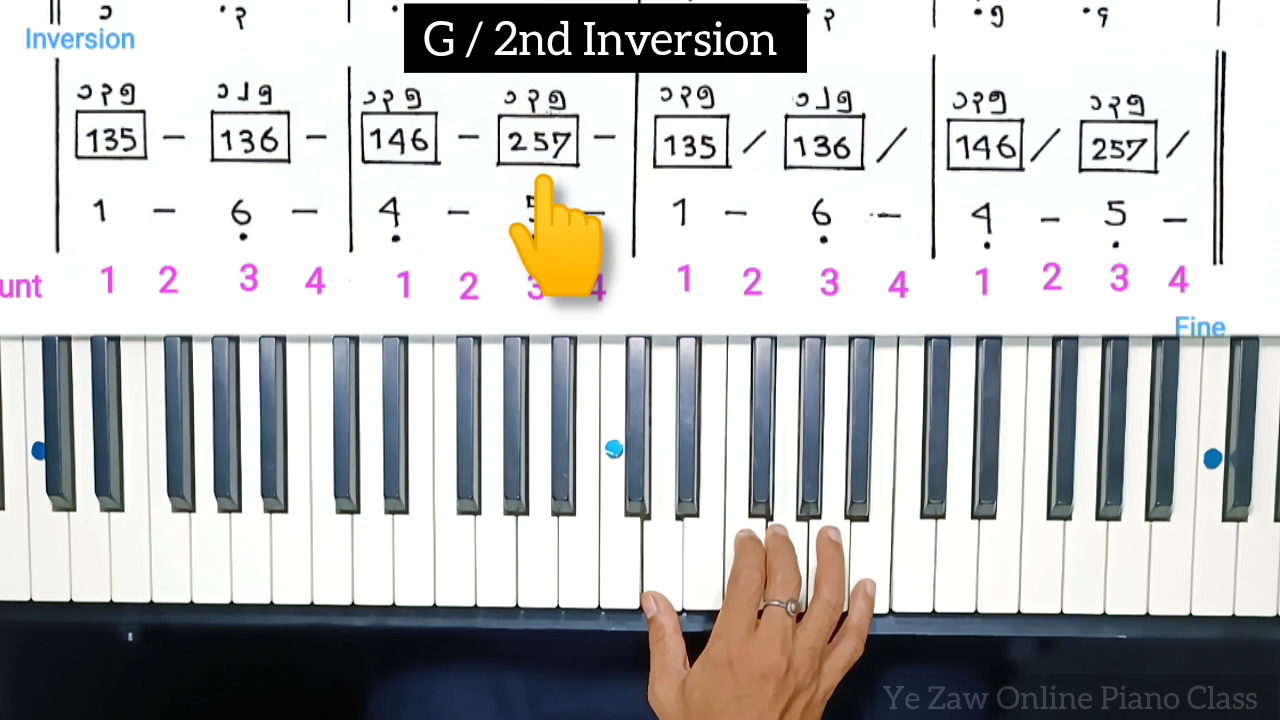 G / 2nd Inversion
Inversion
135 – 136 – 146 – 257 – 135 / 136 / 146 / 257 /
1 – 6 – 4 – – 1 – 6 – 4 – 5 –
unt 1 2 3 4 1 2 3 4 1 2 3 4 1 2 3 4
Fine
Ye Zaw Online Piano Class